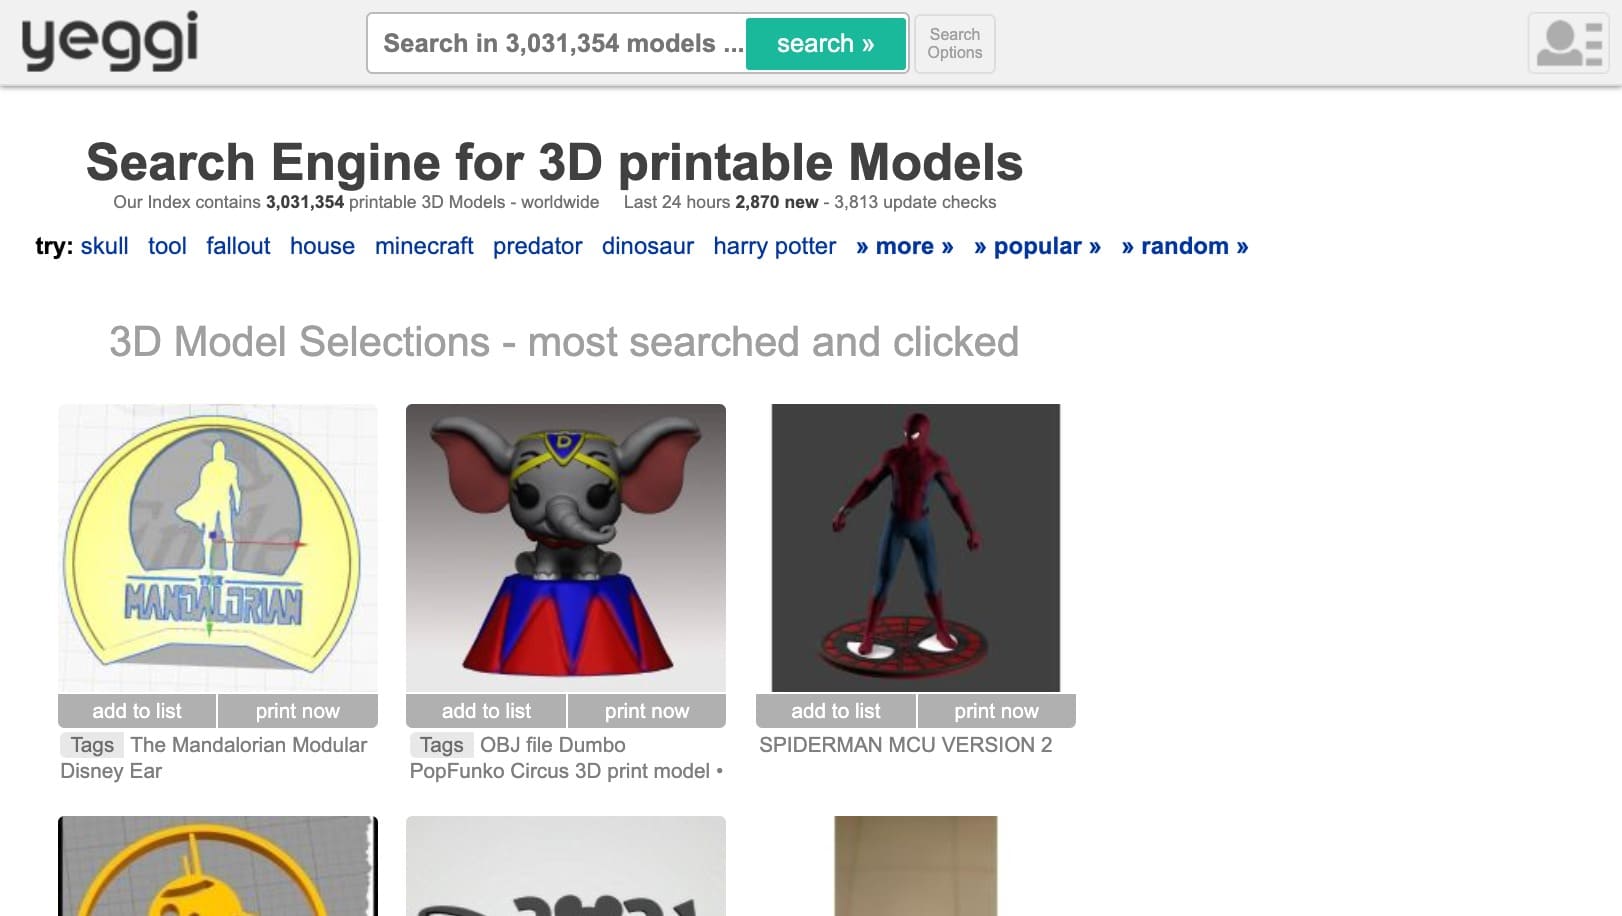 yeggi
Search in 3,031,354 models ...
search »
Search
Options
Search Engine for 3D printable Models
Our Index contains 3,031,354 printable 3D Models - worldwide Last 24 hours 2,870 new - 3,813 update checks
try: skull tool fallout house minecraft predator dinosaur harry potter » more » » popular » » random »
3D Model Selections - most searched and clicked
D
THE
MANDALORIAN
add to list print now add to list print now add to list print now
Tags The Mandalorian Modular
Disney Ear
Tags OBJ file Dumbo
PopFunko Circus 3D print model •
SPIDERMAN MCU VERSION 2